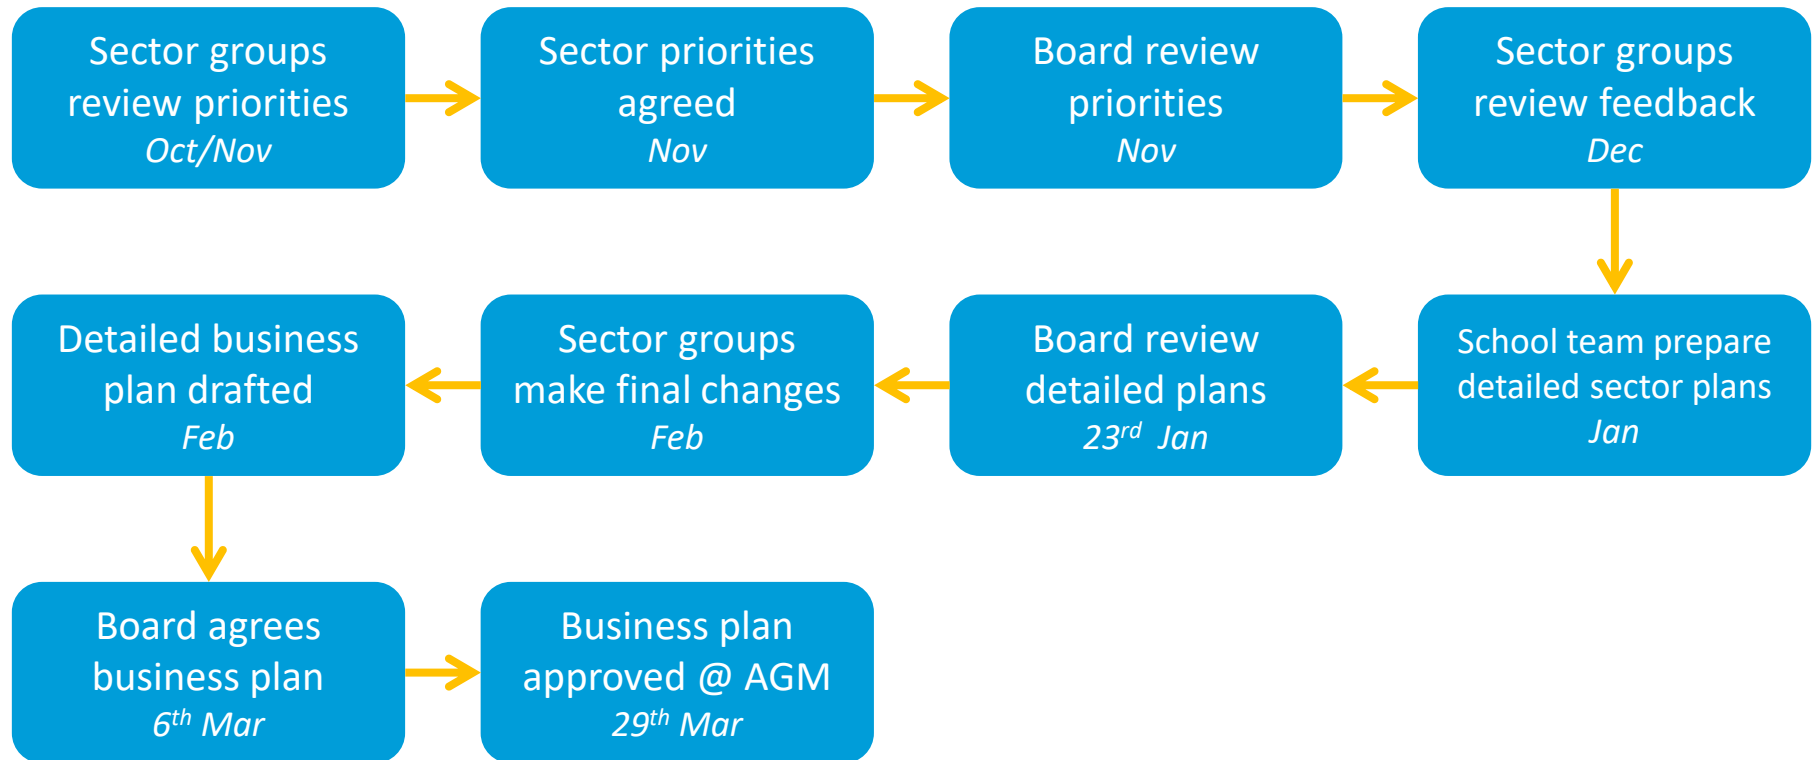 Sector groups
review priorities
Oct/Nov
Sector priorities
agreed
Nov
Board review
priorities
Nov
Sector groups
review feedback
Dec
School team prepare
detailed sector plans
Jan
Board review
detailed plans
23rd Jan
Sector groups
make final changes
Feb
Detailed business
plan drafted
Feb
Board agrees
business plan
6th Mar
Business plan
approved @ AGM
29th Mar